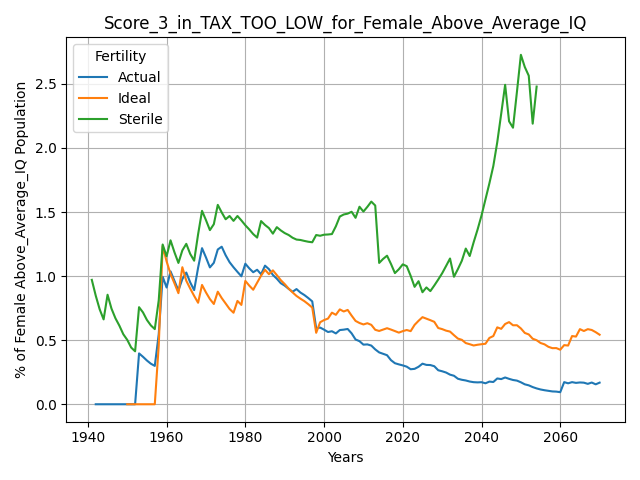 Score_3_in_TAX_TOO_LOW_for_Female_Above_Average_IQ
Fertility
Actual
Ideal
Sterile
% of Female Above_Average_IQ Population
2.5
2.0
1.5
1.0
0.5
0.0
1940 1960 1980 2000 2020 2040 2060
Years